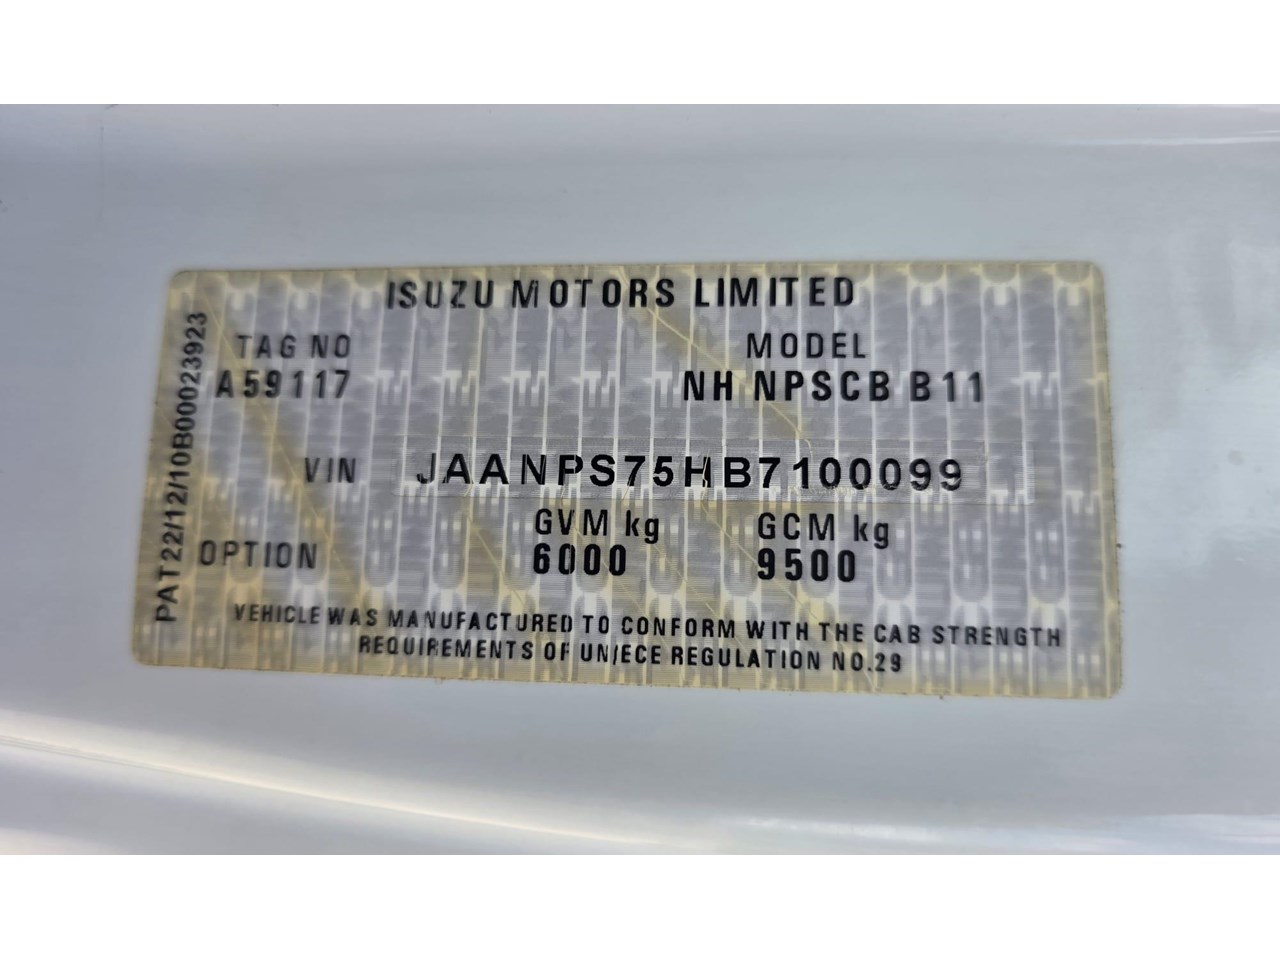 ISUZU MOTORS LIMITED
TAG NO MODEL
A59117 NH NPSCB B11
VIN JAANPS75HB7100099
GVM kg GCM kg
OPTION 6000 9500
VEHICLE WAS MANUFACTURED TO CONFORM WITH THE CAB STRENGTH
REQUIREMENTS OF UN/ECE REGULATION NO.29
PAT22/12/10B00023923